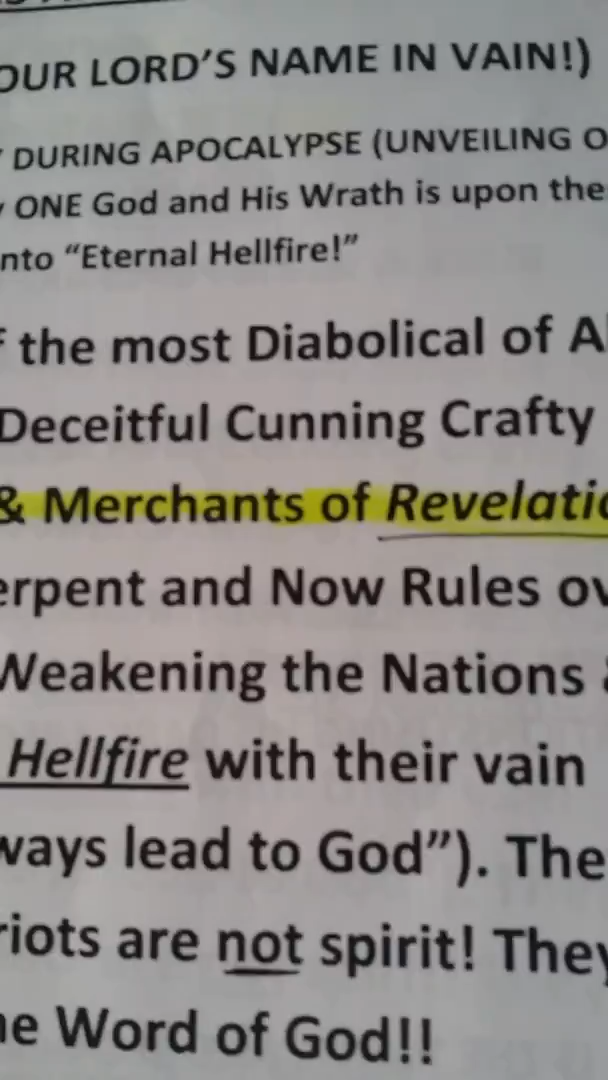 OUR LORD'S NAME IN VAIN!)
DURING APOCALYPSE (UNVEILING O
ONE God and His Wrath is upon the
nto "Eternal Hellfire!"
the most Diabolical of A
Deceitful Cunning Crafty
& Merchants of Revelatio
erpent and Now Rules ov
Weakening the Nations &
Hellfire with their vain
ways lead to God"). The
riots are not spirit! They
he Word of God!!